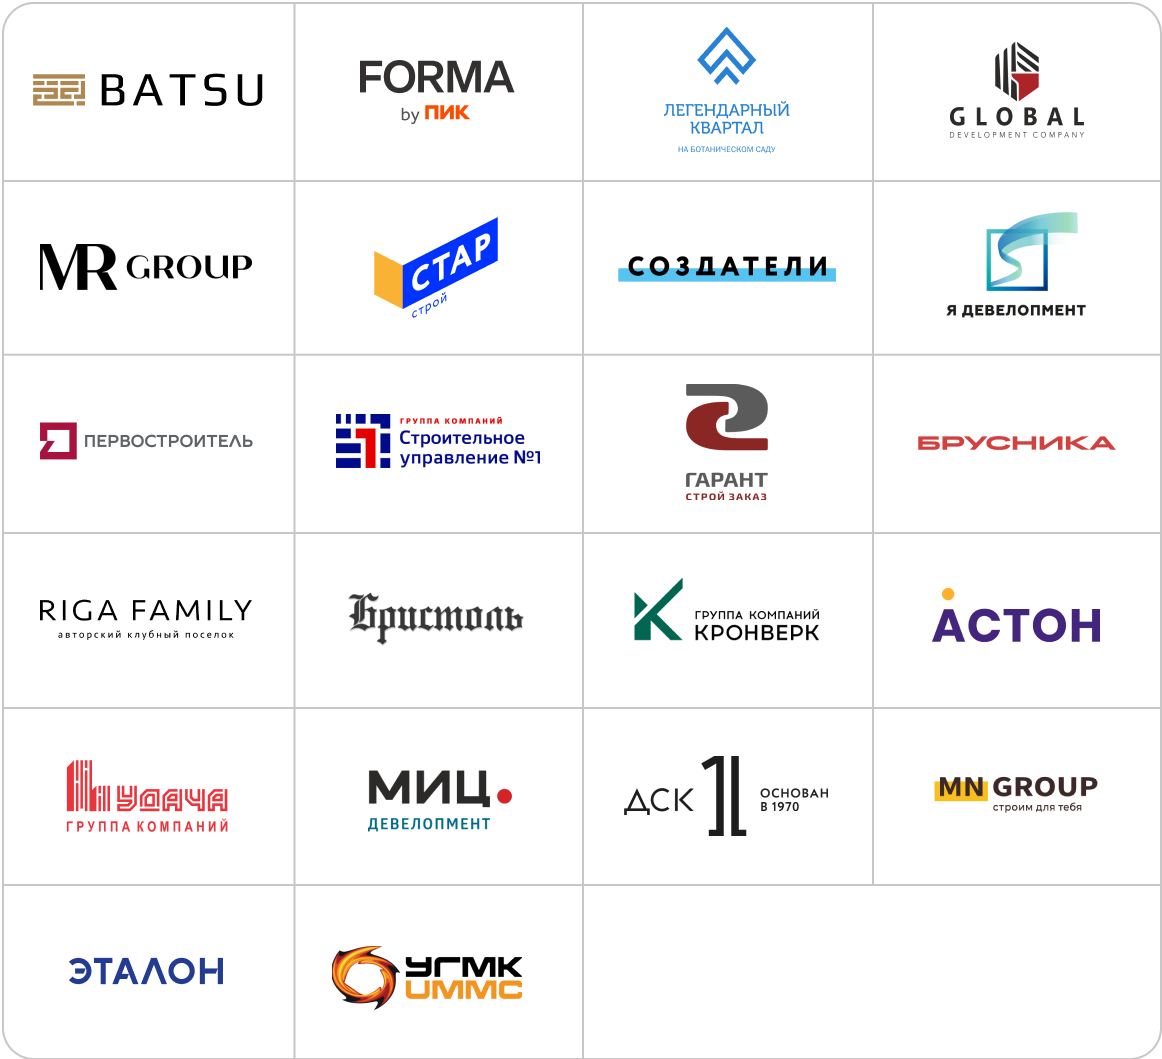 BATSU
FORMA
by ПИК
ЛЕГЕНДАРНЫЙ
КВАРТАЛ
НА БОТАНИЧЕСКОМ САДУ
GLOBAL
DEVELOPMENT COMPANY
MR GROUP
СТАР
строй
СОЗДАТЕЛИ
Я ДЕВЕЛОПМЕНТ
ПЕРВОСТРОИТЕЛЬ
ГРУППА КОМПАНИЙ
Строительное
управление №1
ГАРАНТ
СТРОЙ ЗАКАЗ
БРУСНИКА
RIGA FAMILY
авторский клубный поселок
Бристоль
ГРУППА КОМПАНИЙ
КРОНВЕРК
АСТОН
УДАЧА
ГРУППА КОМПАНИЙ
МИЦ
ДЕВЕЛОПМЕНТ
ДСК 1
ОСНОВАН
В 1970
MN GROUP
строим для тебя
ЭТАЛОН
УГМК
UMMC